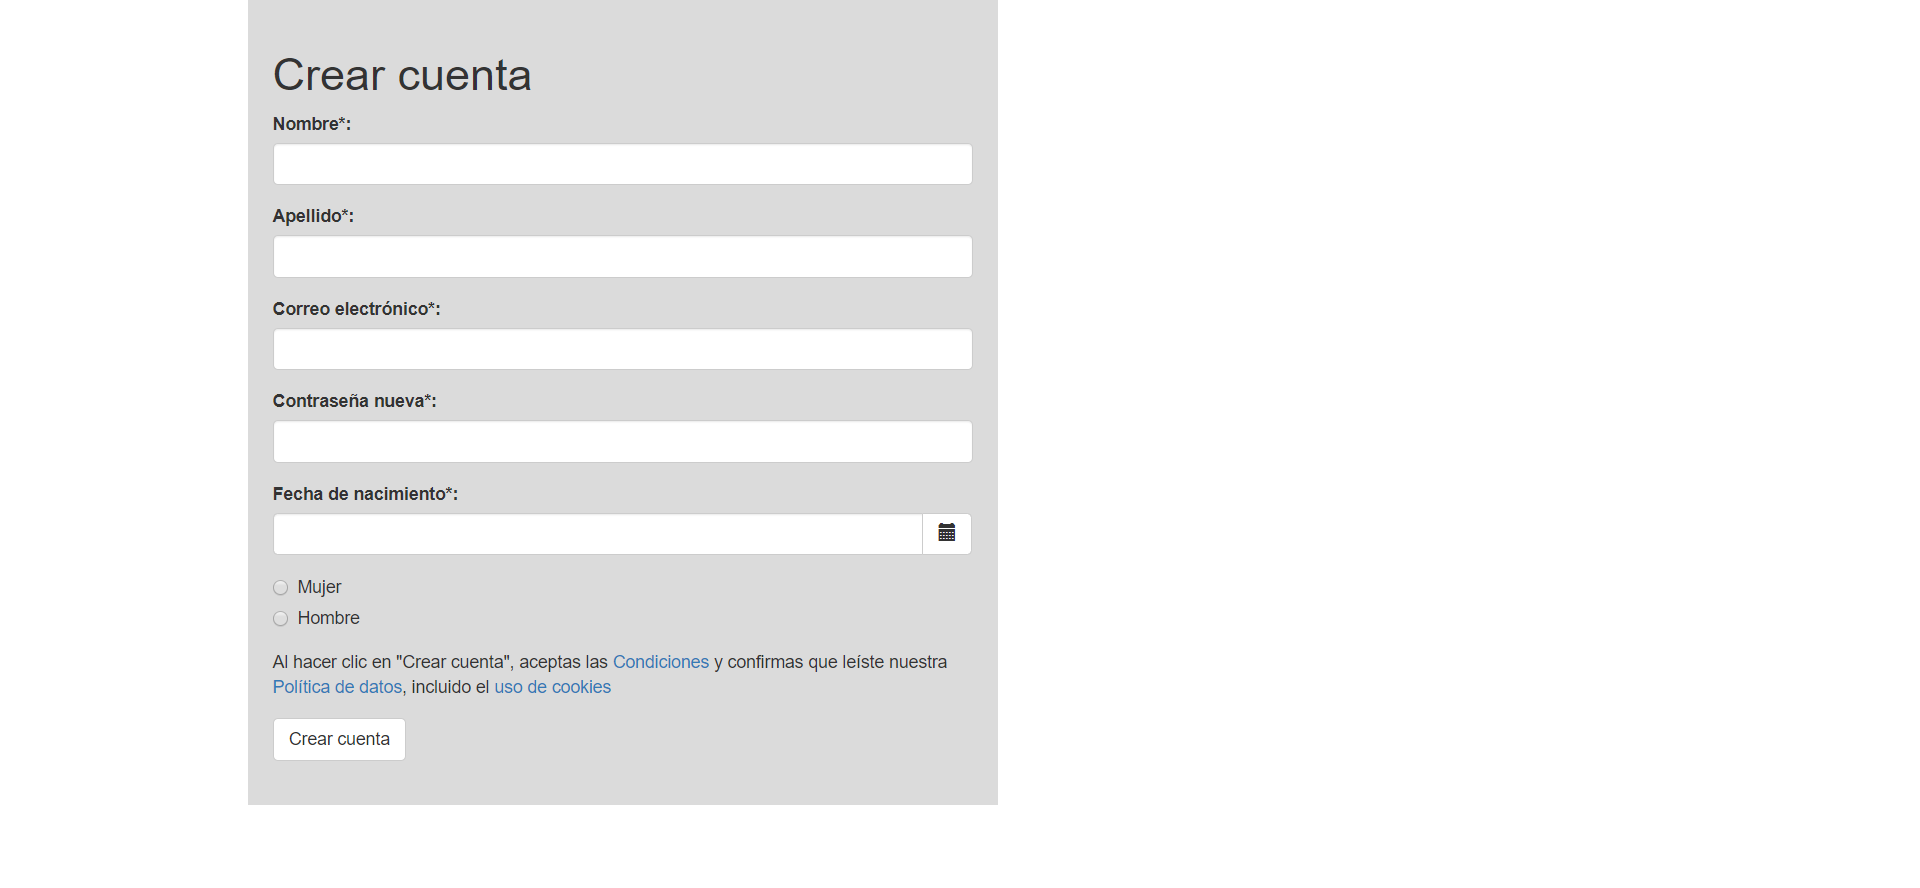 Crear cuenta
Nombre*:
Apellido*:
Correo electrónico*:
Contraseña nueva*:
Fecha de nacimiento*:
Mujer
Hombre
Al hacer clic en "Crear cuenta", aceptas las Condiciones y confirmas que leíste nuestra
Política de datos, incluido el uso de cookies
Crear cuenta